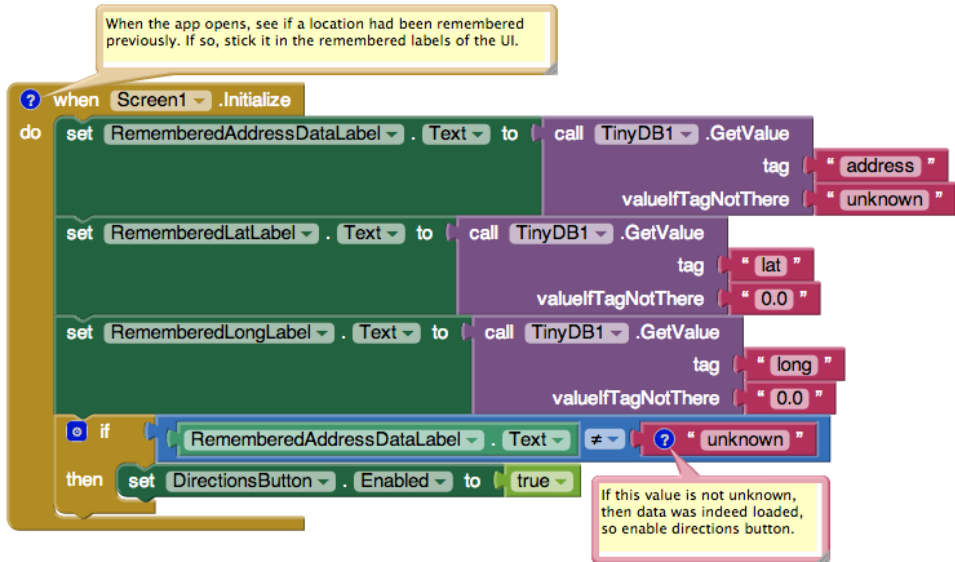 When the app opens, see if a location had been remembered
previously. If so, stick it in the remembered labels of the UI.
? when Screen1 .Initialize
do set RememberedAddressDataLabel . Text to call TinyDB1 .GetValue
tag " address "
valueIfTagNotThere " unknown "
set RememberedLatLabel . Text to call TinyDB1 .GetValue
tag " lat "
valueIfTagNotThere " 0.0 "
set RememberedLongLabel . Text to call TinyDB1 .GetValue
tag " long "
valueIfTagNotThere " 0.0 "
if RememberedAddressDataLabel . Text ≠ ? " unknown "
then set DirectionsButton . Enabled to true
If this value is not unknown,
then data was indeed loaded,
so enable directions button.